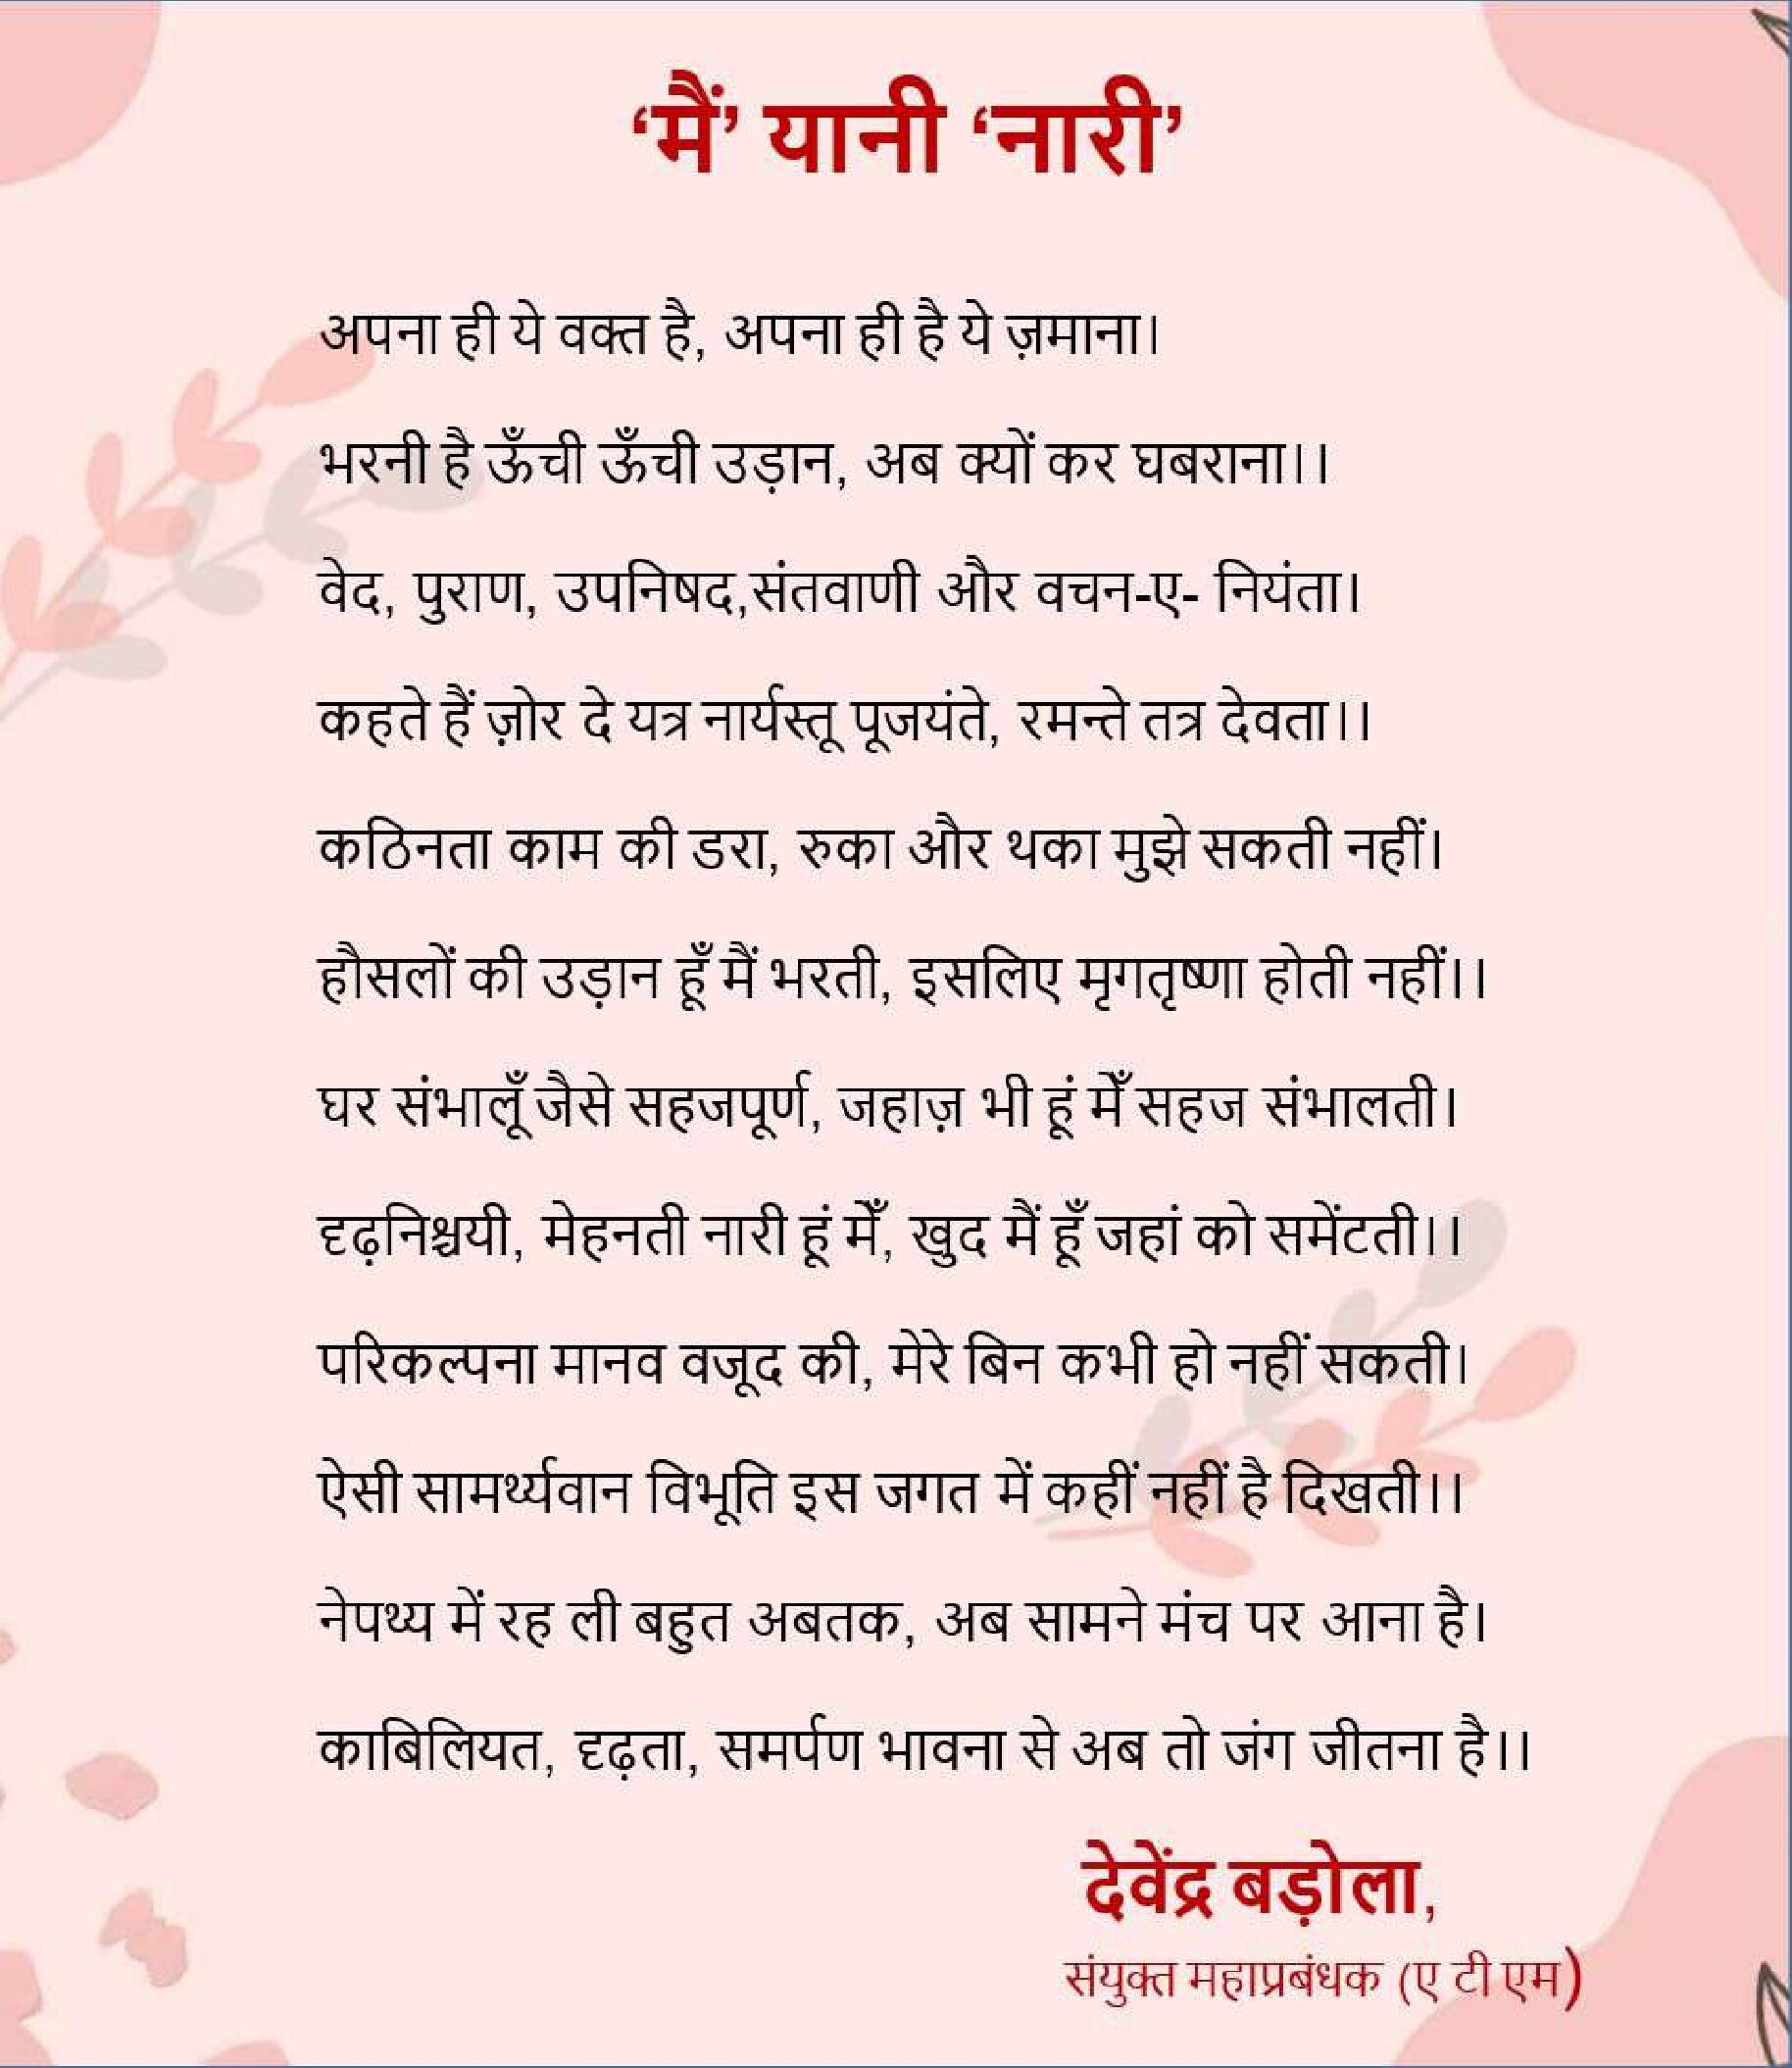 ‘मैं’ यानी ‘नारी’
अपना ही ये वक्त है, अपना ही है ये ज़माना।
भरनी है ऊँची ऊँची उड़ान, अब क्यों कर घबराना।।
वेद, पुराण, उपनिषद,संतवाणी और वचन-ए- नियंता।
कहते हैं ज़ोर दे यत्र नार्यस्तू पूजयंते, रमन्ते तत्र देवता।।
कठिनता काम की डरा, रुका और थका मुझे सकती नहीं।
हौसलों की उड़ान हूँ मैं भरती, इसलिए मृगतृष्णा होती नहीं।।
घर संभालूँ जैसे सहजपूर्ण, जहाज़ भी हूं मेँ सहज संभालती।
दृढ़निश्चयी, मेहनती नारी हूं मेँ, खुद मैं हूँ जहां को समेंटती।।
परिकल्पना मानव वजूद की, मेरे बिन कभी हो नहीं सकती।
ऐसी सामर्थ्यवान विभूति इस जगत में कहीं नहीं है दिखती।।
नेपथ्य में रह ली बहुत अबतक, अब सामने मंच पर आना है।
काबिलियत, दृढ़ता, समर्पण भावना से अब तो जंग जीतना है।।
देवेंद्र बड़ोला,
संयुक्त महाप्रबंधक (ए टी एम)